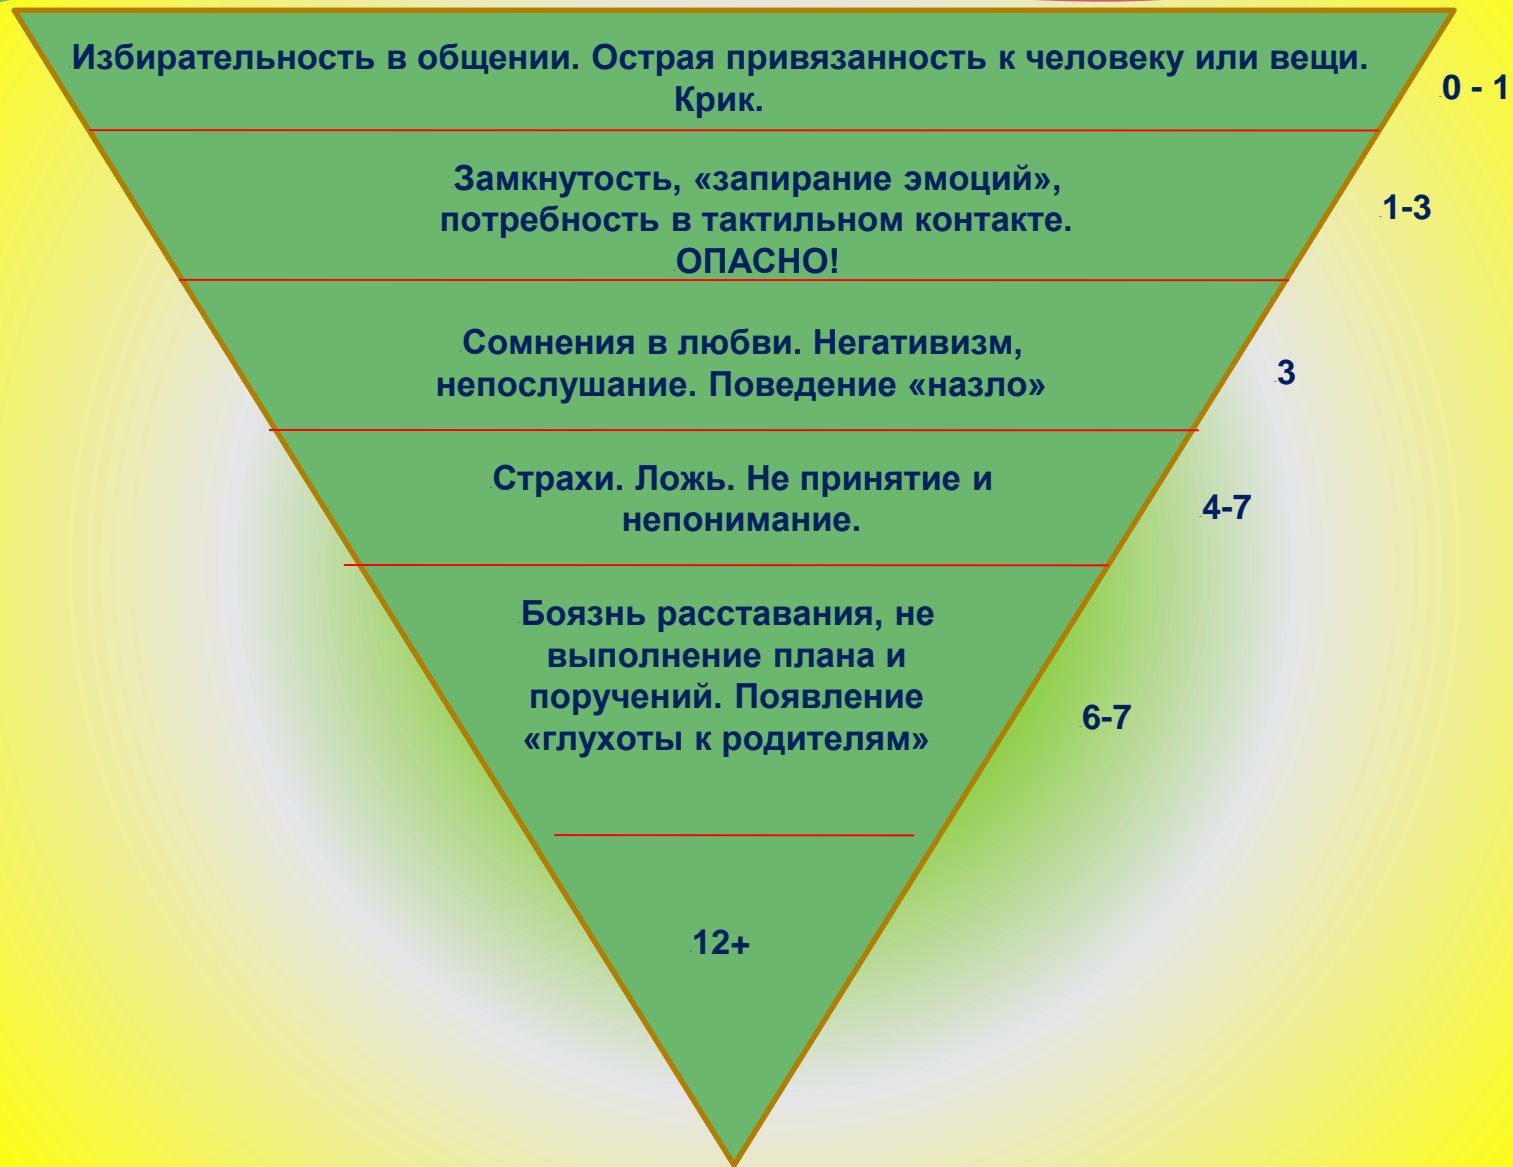 Избирательность в общении. Острая привязанность к человеку или вещи.
Крик.
0 - 1
Замкнутость, «запирание эмоций»,
потребность в тактильном контакте.
ОПАСНО!
1-3
Сомнения в любви. Негативизм,
непослушание. Поведение «назло»
3
Страхи. Ложь. Не принятие и
непонимание.
4-7
Боязнь расставания, не
выполнение плана и
поручений. Появление
«глухоты к родителям»
6-7
12+